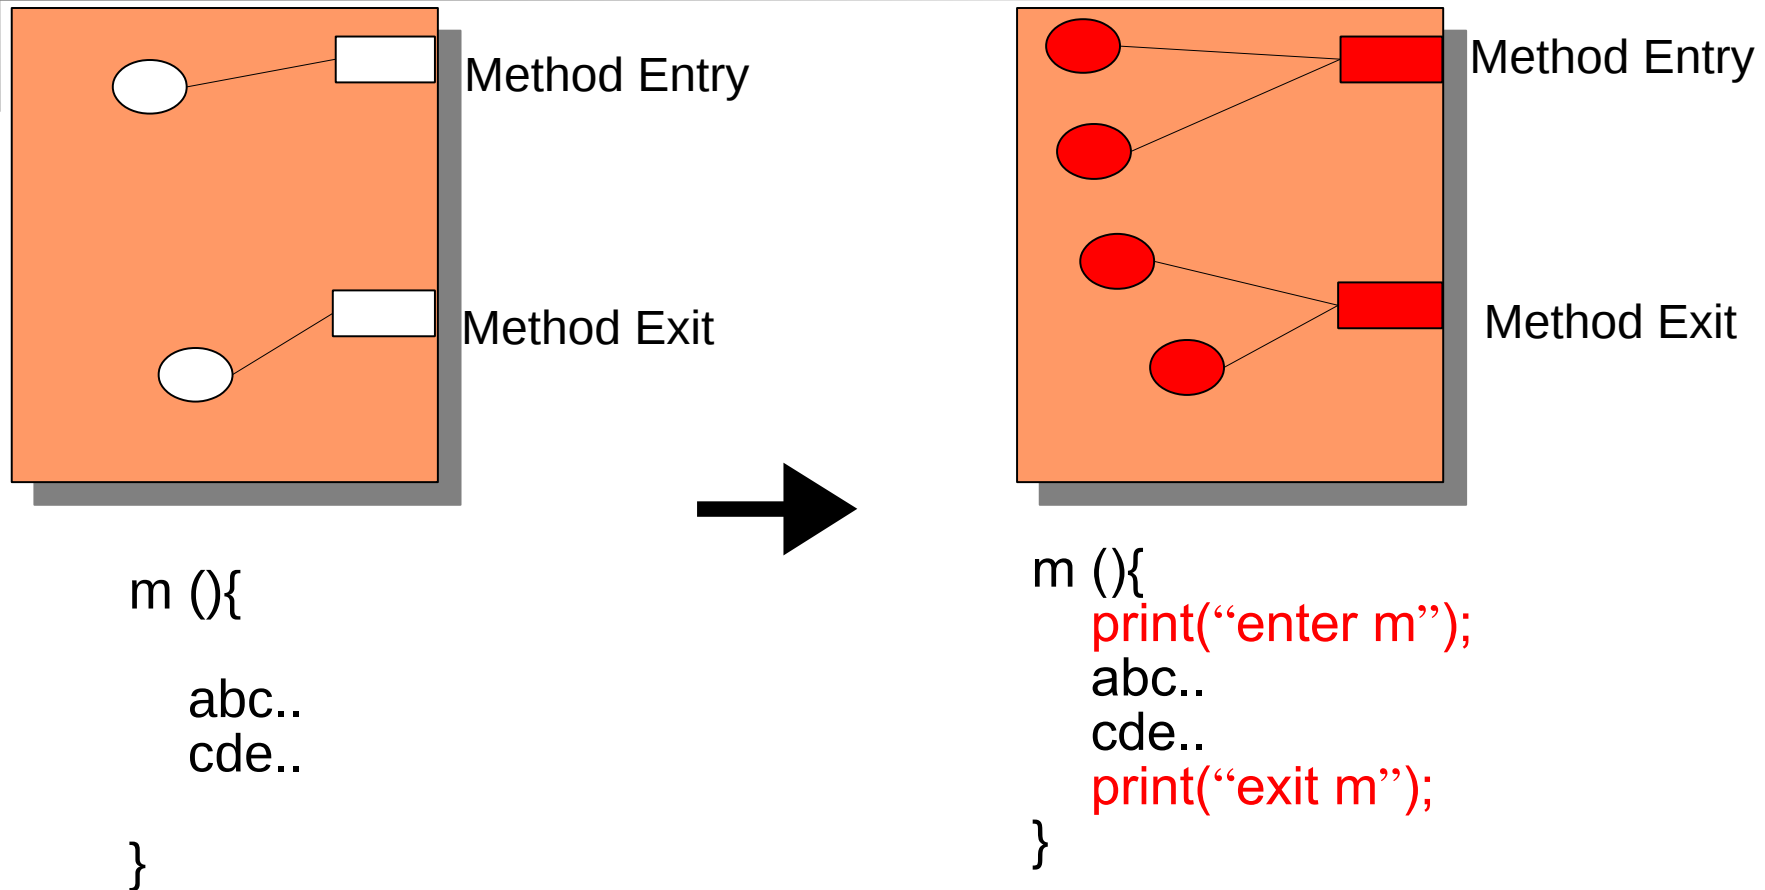 Method Entry
Method Exit
m (){
abc..
cde..
}
Method Entry
Method Exit
m (){
print(“enter m”);
abc..
cde..
print(“exit m”);
}